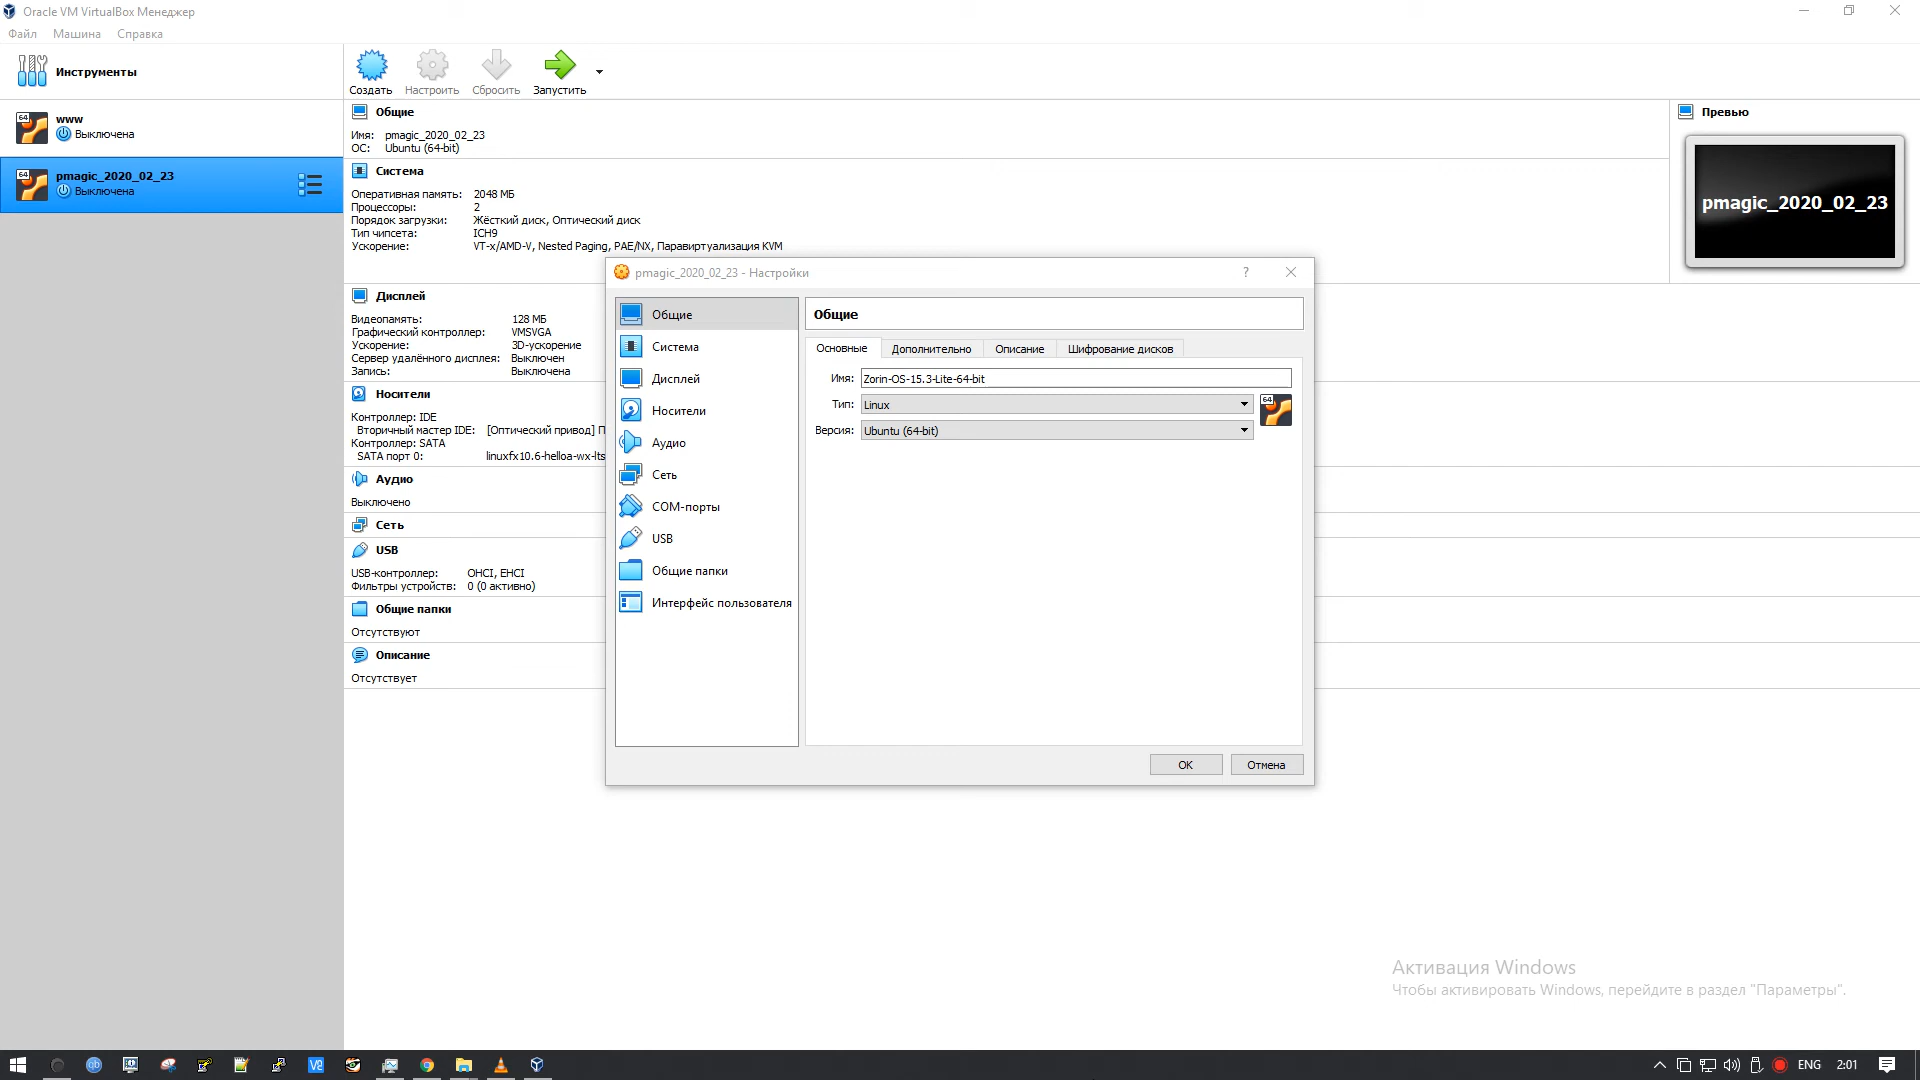 Oracle VM VirtualBox Менеджер
Файл Машина Справка
Инструменты
Создать Настроить Сбросить Запустить
64 www
Выключена
64 pmagic_2020_02_23
Выключена
Общие
Имя: pmagic_2020_02_23
ОС: Ubuntu (64-bit)
Система
Оперативная память: 2048 МБ
Процессоры: 2
Порядок загрузки: Жёсткий диск, Оптический диск
Тип чипсета: ICH9
Ускорение: VT-x/AMD-V, Nested Paging, PAE/NX, Паравиртуализация KVM
Дисплей
Видеопамять: 128 МБ
Графический контроллер: VMSVGA
Ускорение: 3D-ускорение
Сервер удалённого дисплея: Выключен
Запись: Выключена
Носители
Контроллер: IDE
Вторичный мастер IDE: [Оптический привод] П
Контроллер: SATA
SATA порт 0: linuxfx10.6-helloa-wx-lts
Аудио
Выключено
Сеть
USB
USB-контроллер: OHCI, EHCI
Фильтры устройств: 0 (0 активно)
Общие папки
Отсутствуют
Описание
Отсутствует
Превью
pmagic_2020_02_23
pmagic_2020_02_23 - Настройки ?
Общие
Система
Дисплей
Носители
Аудио
Сеть
COM-порты
USB
Общие папки
Интерфейс пользователя
Общие
Основные Дополнительно Описание Шифрование дисков
Имя: Zorin-OS-15.3-Lite-64-bit
Тип: Linux
64
Версия: Ubuntu (64-bit)
OK Отмена
Активация Windows
Чтобы активировать Windows, перейдите в раздел "Параметры".
qb
ENG 2:01